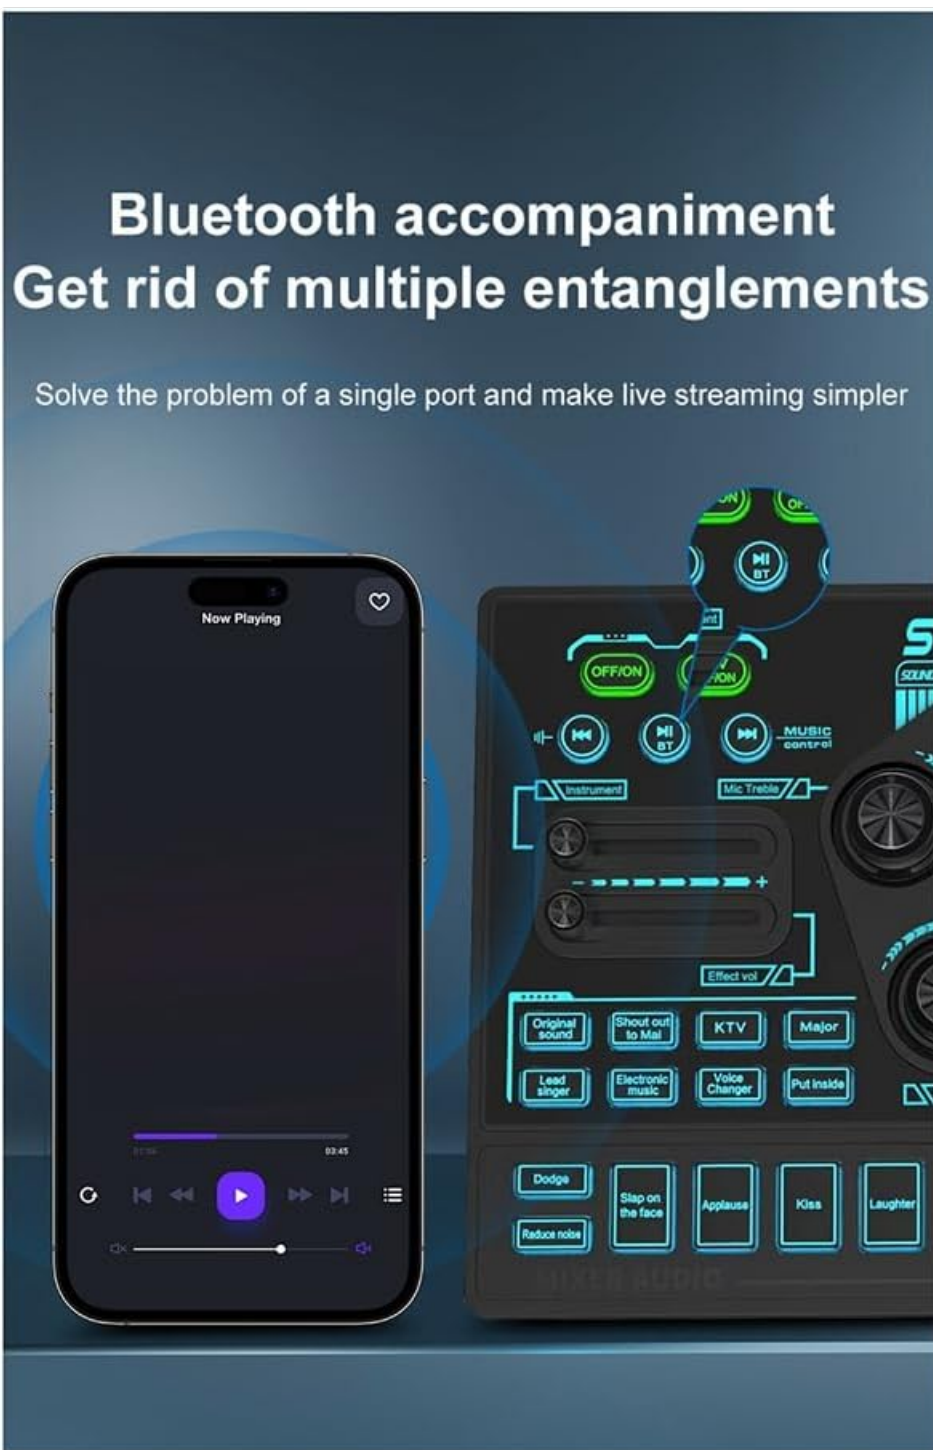 Bluetooth accompaniment
Get rid of multiple entanglements
Solve the problem of a single port and make live streaming simpler
BT
Now Playing
OFF/ON
BT
MUSIC
control
Instrument
Mic Treble
Effect vol
Original
sound
Shout out
to Mai
KTV
Major
Lead
singer
Electronic
music
Voice
Changer
Put inside
03:45
Dodge
Reduce noise
Slap on
the face
Applause
Kiss
Laughter
MIXER AUDIO